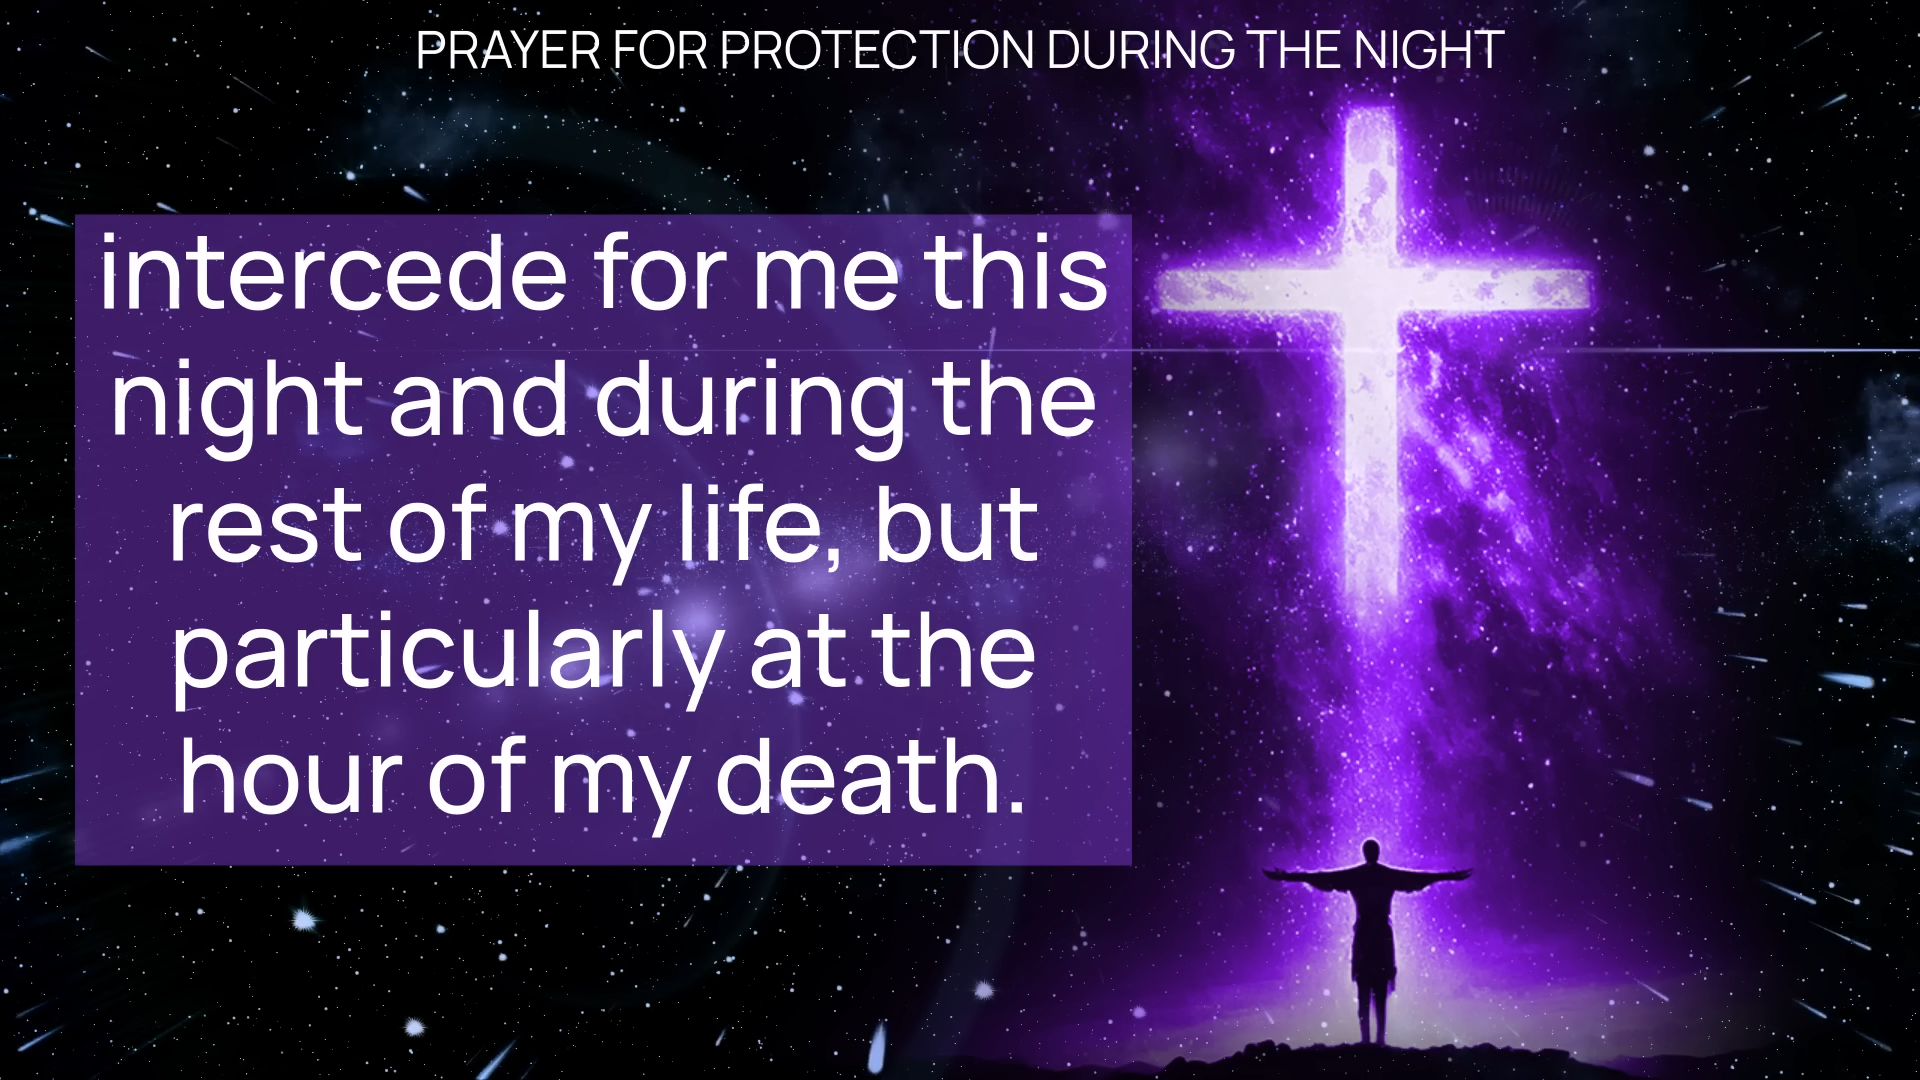 PRAYER FOR PROTECTION DURING THE NIGHT
intercede for me this
night and during the
rest of my life, but
particularly at the
hour of my death.